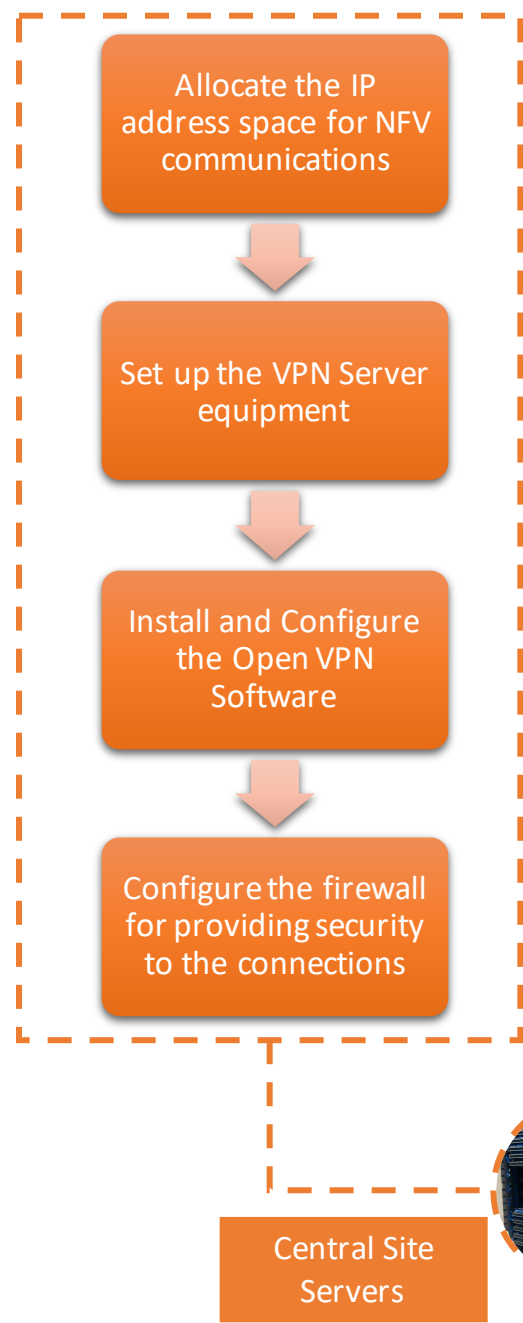 Allocate the IP
address space for NFV
communications
Set up the VPN Server
equipment
Install and Configure
the Open VPN
Software
Configure the firewall
for providing security
to the connections
Central Site
Servers